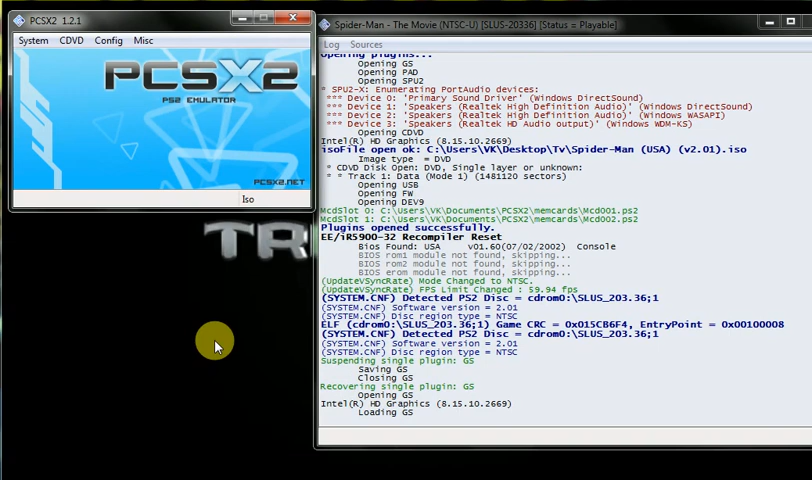 PCSX2 1.2.1
System CDVD Config Misc
PCSX2
PS2 EMULATOR
PCSX2.NET
Iso
TRI
Spider-Man - The Movie (NTSC-U) [SLUS-20336] [Status = Playable]
Log Sources
Opening plugins...
Opening GS
Opening PAD
Opening SPU2
* SPU2-X: Enumerating PortAudio devices:
*** Device 0: 'Primary Sound Driver' (Windows DirectSound)
*** Device 1: 'Speakers (Realtek High Definition Audio)' (Windows DirectSound)
*** Device 2: 'Speakers (Realtek High Definition Audio)' (Windows WASAPI)
*** Device 3: 'Speakers (Realtek HD Audio output)' (Windows WDM-KS)
Opening CDVD
Intel(R) HD Graphics (8.15.10.2669)
isoFile open ok: C:\Users\VK\Desktop\Tv\Spider-Man (USA) (v2.01).iso
Image type = DVD
* CDVD Disk Open: DVD, Single layer or unknown:
* * Track 1: Data (Mode 1) (1481120 sectors)
Opening USB
Opening FW
Opening DEV9
McdSlot 0: C:\Users\VK\Documents\PCSX2\memcards\Mcd001.ps2
McdSlot 1: C:\Users\VK\Documents\PCSX2\memcards\Mcd002.ps2
Plugins opened successfully.
EE/iR5900-32 Recompiler Reset
Bios Found: USA v01.60(07/02/2002) Console
BIOS rom1 module not found, skipping...
BIOS rom2 module not found, skipping...
BIOS erom module not found, skipping...
(UpdateVSyncRate) Mode Changed to NTSC.
(UpdateVSyncRate) FPS Limit Changed : 59.94 fps
(SYSTEM.CNF) Detected PS2 Disc = cdrom0:\SLUS_203.36;1
(SYSTEM.CNF) Software version = 2.01
(SYSTEM.CNF) Disc region type = NTSC
ELF (cdrom0:\SLUS_203.36;1) Game CRC = 0x015CB6F4, EntryPoint = 0x00100008
(SYSTEM.CNF) Detected PS2 Disc = cdrom0:\SLUS_203.36;1
(SYSTEM.CNF) Software version = 2.01
(SYSTEM.CNF) Disc region type = NTSC
Suspending single plugin: GS
Saving GS
Closing GS
Recovering single plugin: GS
Opening GS
Intel(R) HD Graphics (8.15.10.2669)
Loading GS